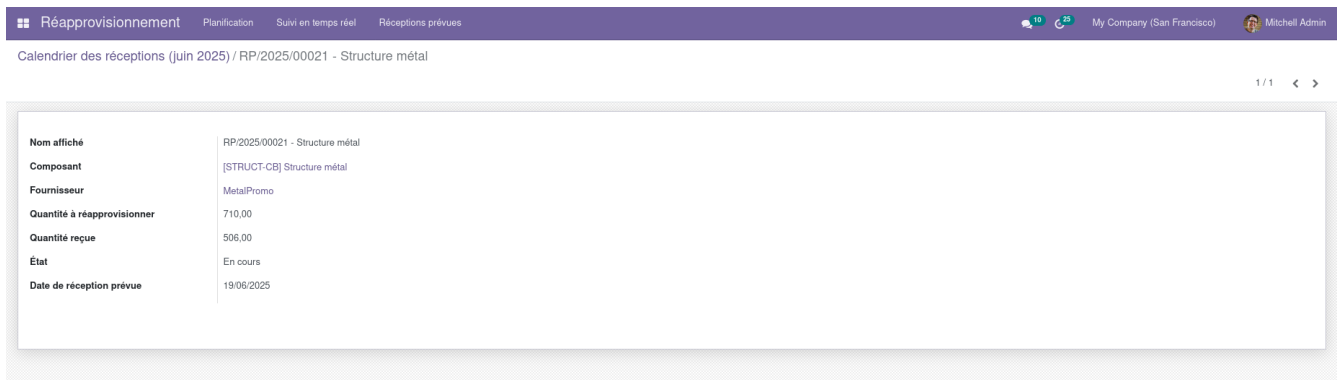 Réapprovisionnement Planification Suivi en temps réel Réceptions prévues 10 25 My Company (San Francisco) Mitchell Admin
Calendrier des réceptions (juin 2025) / RP/2025/00021 - Structure métal
1 / 1
Nom affiché RP/2025/00021 - Structure métal
Composant [STRUCT-CB] Structure métal
Fournisseur MetalPromo
Quantité à réapprovisionner 710,00
Quantité reçue 506,00
État En cours
Date de réception prévue 19/06/2025